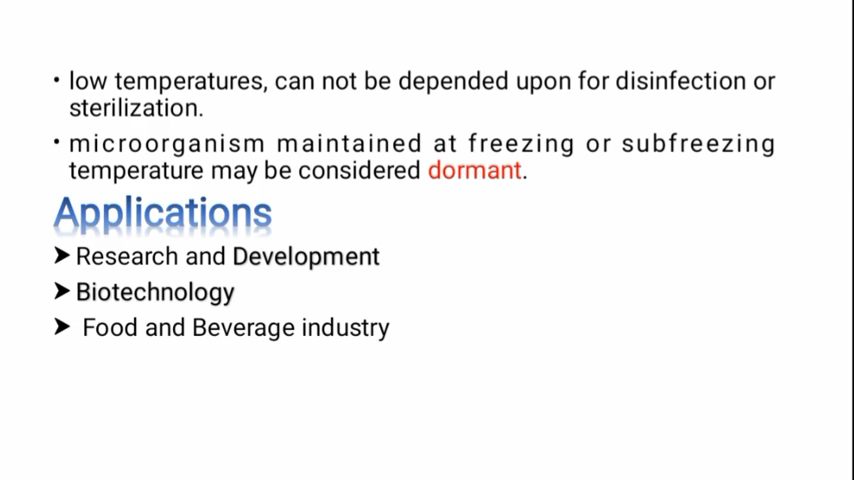 • low temperatures, can not be depended upon for disinfection or
sterilization.
• microorganism maintained at freezing or subfreezing
temperature may be considered dormant.
Applications
➤ Research and Development
➤ Biotechnology
➤ Food and Beverage industry